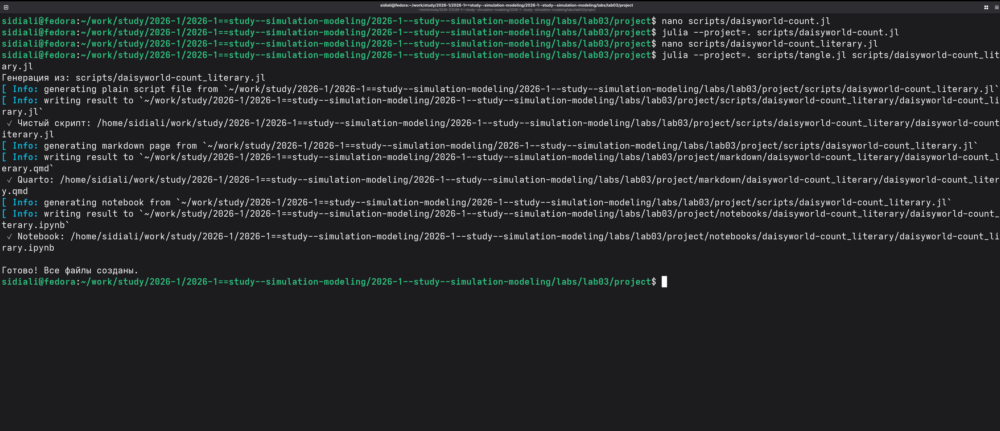 sidiali@fedora:~/work/study/2026-1/2026-1==study--simulation-modeling/2026-1--study--simulation-modeling/labs/lab03/project
~/work/study/2026-1/2026-1==study--simulation-modeling/2026-1--study--simulation-modeling/labs/lab03/project
sidiali@fedora:~/work/study/2026-1/2026-1==study--simulation-modeling/2026-1--study--simulation-modeling/labs/lab03/project$ nano scripts/daisyworld-count.jl
sidiali@fedora:~/work/study/2026-1/2026-1==study--simulation-modeling/2026-1--study--simulation-modeling/labs/lab03/project$ julia --project=. scripts/daisyworld-count.jl
sidiali@fedora:~/work/study/2026-1/2026-1==study--simulation-modeling/2026-1--study--simulation-modeling/labs/lab03/project$ nano scripts/daisyworld-count_literary.jl
sidiali@fedora:~/work/study/2026-1/2026-1==study--simulation-modeling/2026-1--study--simulation-modeling/labs/lab03/project$ julia --project=. scripts/tangle.jl scripts/daisyworld-count_lit
ary.jl
Генерация из: scripts/daisyworld-count_literary.jl
[ Info: generating plain script file from `~/work/study/2026-1/2026-1==study--simulation-modeling/2026-1--study--simulation-modeling/labs/lab03/project/scripts/daisyworld-count_literary.jl`
[ Info: writing result to `~/work/study/2026-1/2026-1==study--simulation-modeling/2026-1--study--simulation-modeling/labs/lab03/project/scripts/daisyworld-count_literary/daisyworld-count_li
rary.jl`
✓ Чистый скрипт: /home/sidiali/work/study/2026-1/2026-1==study--simulation-modeling/2026-1--study--simulation-modeling/labs/lab03/project/scripts/daisyworld-count_literary/daisyworld-count
iterary.jl
[ Info: generating markdown page from `~/work/study/2026-1/2026-1==study--simulation-modeling/2026-1--study--simulation-modeling/labs/lab03/project/scripts/daisyworld-count_literary.jl`
[ Info: writing result to `~/work/study/2026-1/2026-1==study--simulation-modeling/2026-1--study--simulation-modeling/labs/lab03/project/markdown/daisyworld-count_literary/daisyworld-count_l
erary.qmd`
✓ Quarto: /home/sidiali/work/study/2026-1/2026-1==study--simulation-modeling/2026-1--study--simulation-modeling/labs/lab03/project/markdown/daisyworld-count_literary/daisyworld-count_liter
y.qmd
[ Info: generating notebook from `~/work/study/2026-1/2026-1==study--simulation-modeling/2026-1--study--simulation-modeling/labs/lab03/project/scripts/daisyworld-count_literary.jl`
[ Info: writing result to `~/work/study/2026-1/2026-1==study--simulation-modeling/2026-1--study--simulation-modeling/labs/lab03/project/notebooks/daisyworld-count_literary/daisyworld-count_
terary.ipynb`
✓ Notebook: /home/sidiali/work/study/2026-1/2026-1==study--simulation-modeling/2026-1--study--simulation-modeling/labs/lab03/project/notebooks/daisyworld-count_literary/daisyworld-count_li
rary.ipynb
Готово! Все файлы созданы.
sidiali@fedora:~/work/study/2026-1/2026-1==study--simulation-modeling/2026-1--study--simulation-modeling/labs/lab03/project$